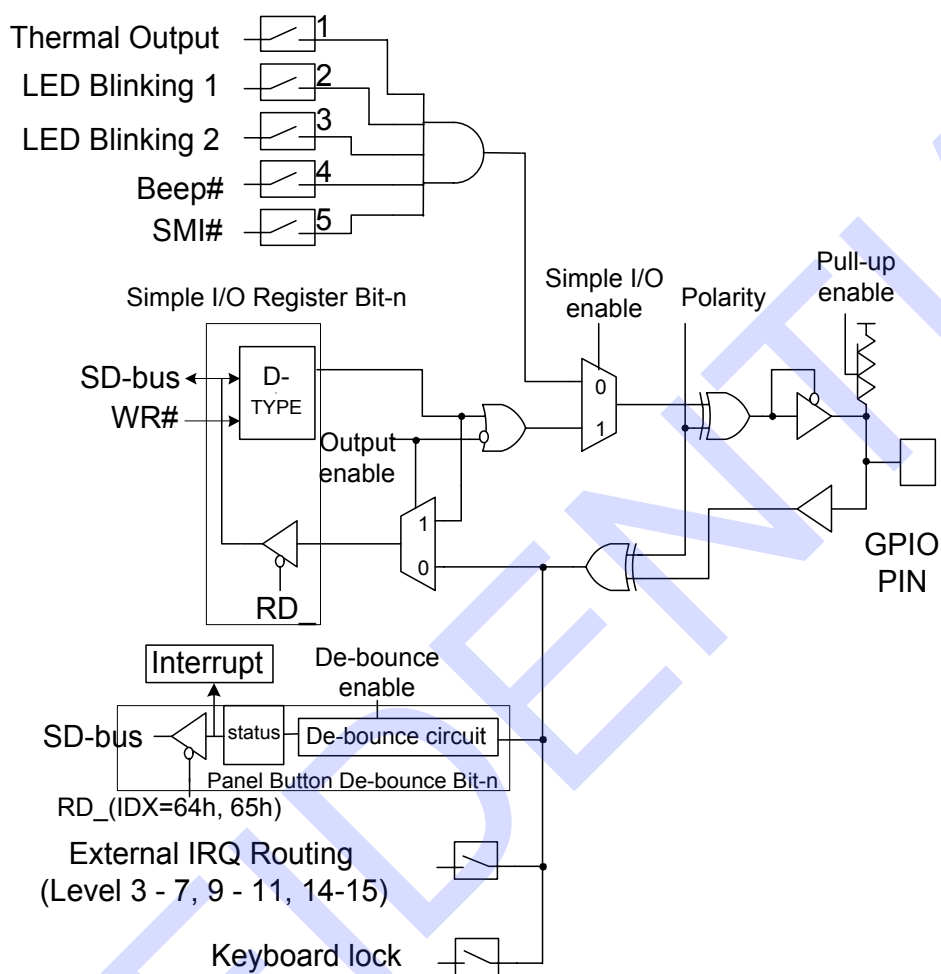 Thermal Output
1
LED Blinking 1
2
LED Blinking 2
3
Beep#
4
SMI#
5
Simple I/O Register Bit-n
Simple I/O
enable
Polarity
Pull-up
enable
SD-bus
D-
TYPE
WR#
0
1
Output
enable
1
0
RD_
GPIO
PIN
Interrupt
De-bounce
enable
SD-bus
status
De-bounce circuit
Panel Button De-bounce Bit-n
RD_(IDX=64h, 65h)
External IRQ Routing
(Level 3 - 7, 9 - 11, 14-15)
Keyboard lock